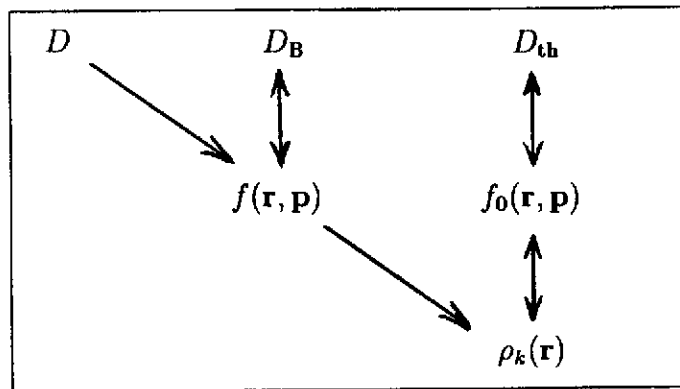 D D_B D_th
f(r, p) f_0(r, p)
ρ_k(r)